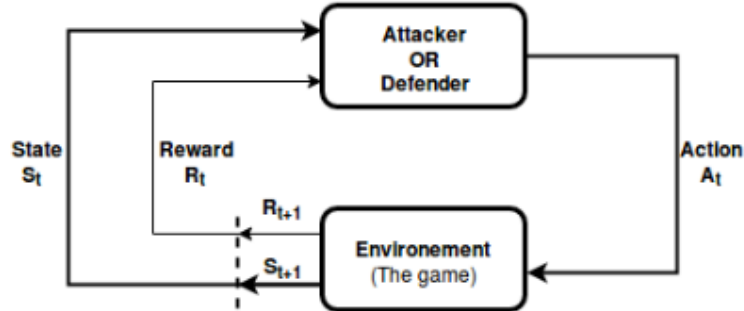 Attacker
OR
Defender
State
St
Reward
Rt
Action
At
Rt+1
St+1
Environement
(The game)